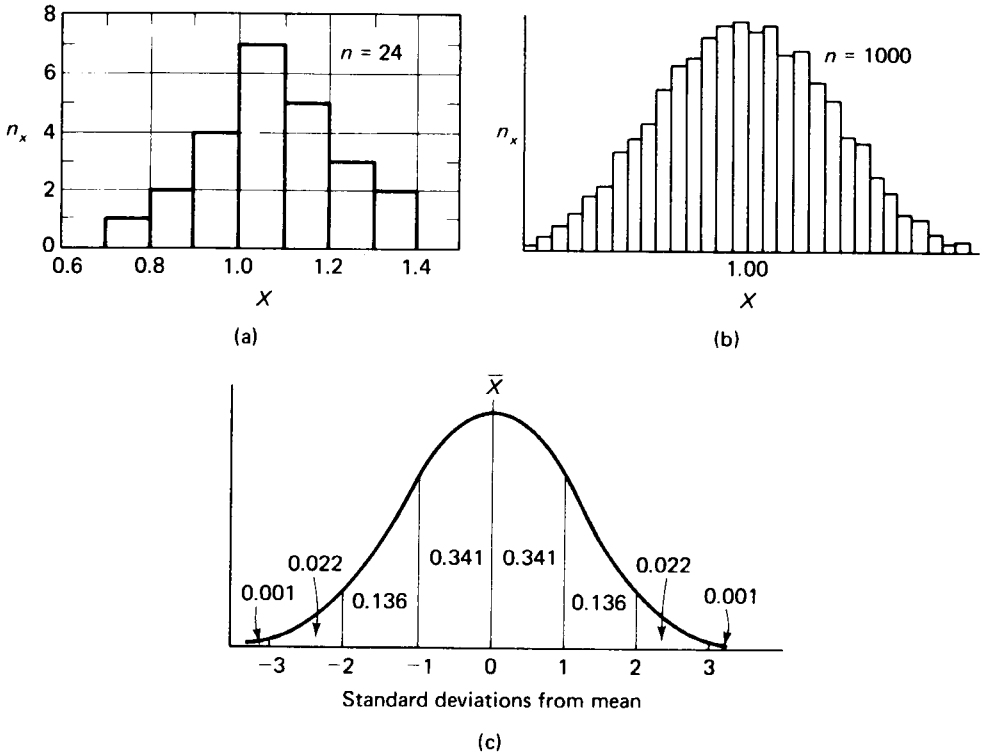 8
6
4
2
0
n_x
n = 24
0.6 0.8 1.0 1.2 1.4
X
(a)
n_x
n = 1000
1.00
X
(b)
X̅
0.001
0.022
0.136
0.341
0.341
0.136
0.022
0.001
−3 −2 −1 0 1 2 3
Standard deviations from mean
(c)